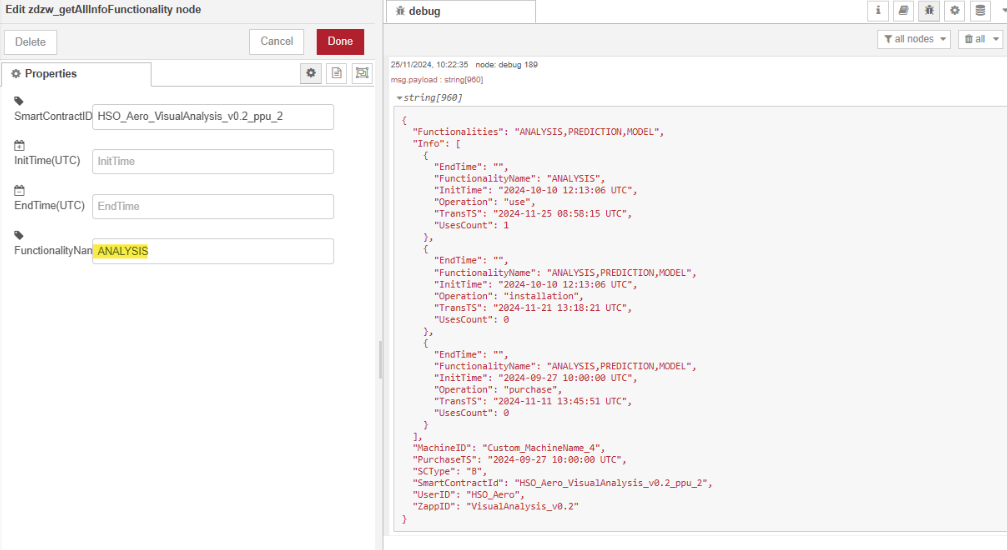 Edit zdzw_getAllInfoFunctionality node
Delete
Cancel
Done
Properties
SmartContractID
HSO_Aero_VisualAnalysis_v0.2_ppu_2
InitTime(UTC)
InitTime
EndTime(UTC)
EndTime
FunctionalityNan
ANALYSIS
debug
i
all nodes
all
25/11/2024, 10:22:35 node: debug 189
msg.payload : string[960]
string[960]
{
"Functionalities": "ANALYSIS,PREDICTION,MODEL",
"Info": [
{
"EndTime": "",
"FunctionalityName": "ANALYSIS",
"InitTime": "2024-10-10 12:13:06 UTC",
"Operation": "use",
"TransTS": "2024-11-25 08:58:15 UTC",
"UsesCount": 1
},
{
"EndTime": "",
"FunctionalityName": "ANALYSIS,PREDICTION,MODEL",
"InitTime": "2024-10-10 12:13:06 UTC",
"Operation": "installation",
"TransTS": "2024-11-21 13:18:21 UTC",
"UsesCount": 0
},
{
"EndTime": "",
"FunctionalityName": "ANALYSIS,PREDICTION,MODEL",
"InitTime": "2024-09-27 10:00:00 UTC",
"Operation": "purchase",
"TransTS": "2024-11-11 13:45:51 UTC",
"UsesCount": 0
}
],
"MachineID": "Custom_MachineName_4",
"PurchaseTS": "2024-09-27 10:00:00 UTC",
"SCType": "B",
"SmartContractId": "HSO_Aero_VisualAnalysis_v0.2_ppu_2",
"UserID": "HSO_Aero",
"ZappID": "VisualAnalysis_v0.2"
}